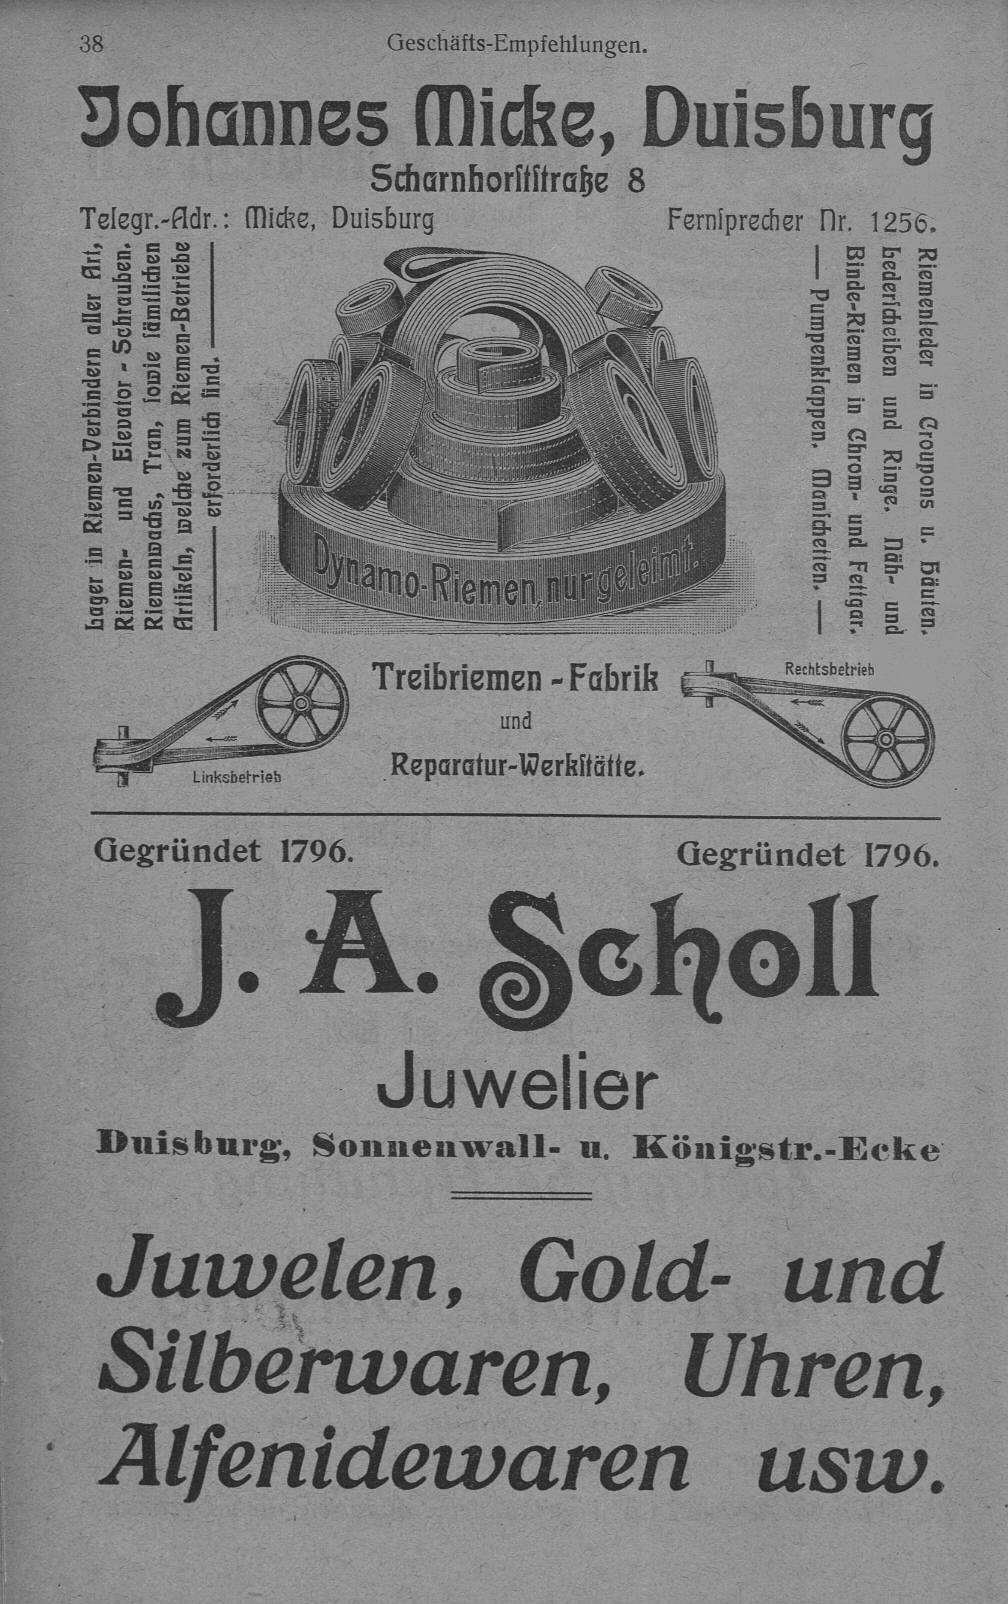 38
Geschäfts-Empfehlungen.
Johannes Micke, Duisburg
Scharnhorſtſtraße 8
Telegr.-Adr.: Micke, Duisburg
Fernſprecher Nr. 1256.
Lager in Riemen-Verbindern aller Art,
Riemen- und Elevator-Schrauben.
Riemenwachs, Tran, ſowie ſämtlichen
Artikeln, welche zum Riemen-Betriebe
— erforderlich ſind. —
Riemenleder in Croupons u. Häuten.
Lederſcheiben und Ringe. Näh- und
Binde-Riemen in Chrom- und Fettgar.
— Pumpenklappen. Manſchetten. —
Dynamo-Riemen, nur geleimt.
Treibriemen-Fabrik
und
Reparatur-Werkſtätte.
Linksbetrieb
Rechtsbetrieb
Gegründet 1796.
Gegründet 1796.
J. A. Scholl
Juwelier
Duisburg, Sonnenwall- u. Königstr.-Ecke
Juwelen, Gold- und
Silberwaren, Uhren,
Alfenidewaren usw.